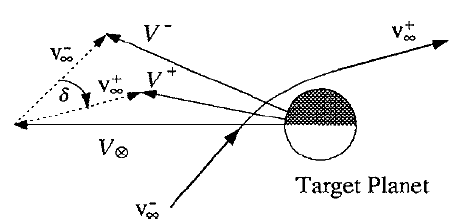 V⁻
v∞⁺
v∞⁻
v∞⁺
V⁺
δ
V⊗
Target Planet
v∞⁻